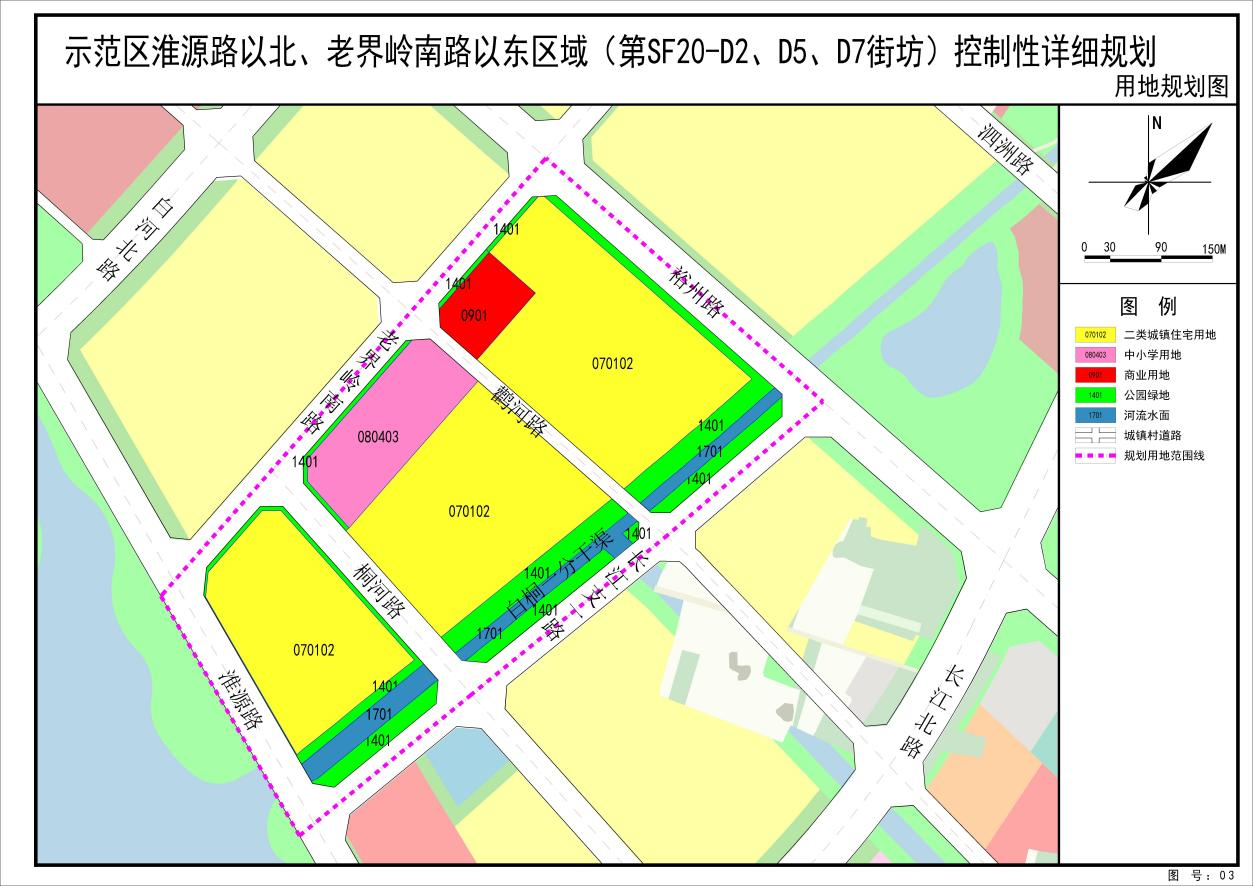 示范区淮源路以北、老界岭南路以东区域（第SF20-D2、D5、D7街坊）控制性详细规划
用地规划图
N
0 30 90 150M
图 例
070102 二类城镇住宅用地
080403 中小学用地
0901 商业用地
1401 公园绿地
1701 河流水面
城镇村道路
规划用地范围线
泗洲路
白河北路
1401
裕州路
1401
0901
老界岭南路
070102
鹳河路
080403
1401
1701
1401
1401
070102
1401
白桐一分干渠
长江二支路
1401
桐河路
1401
1701
070102
淮源路
1401
1701
1401
长江北路
图 号：03